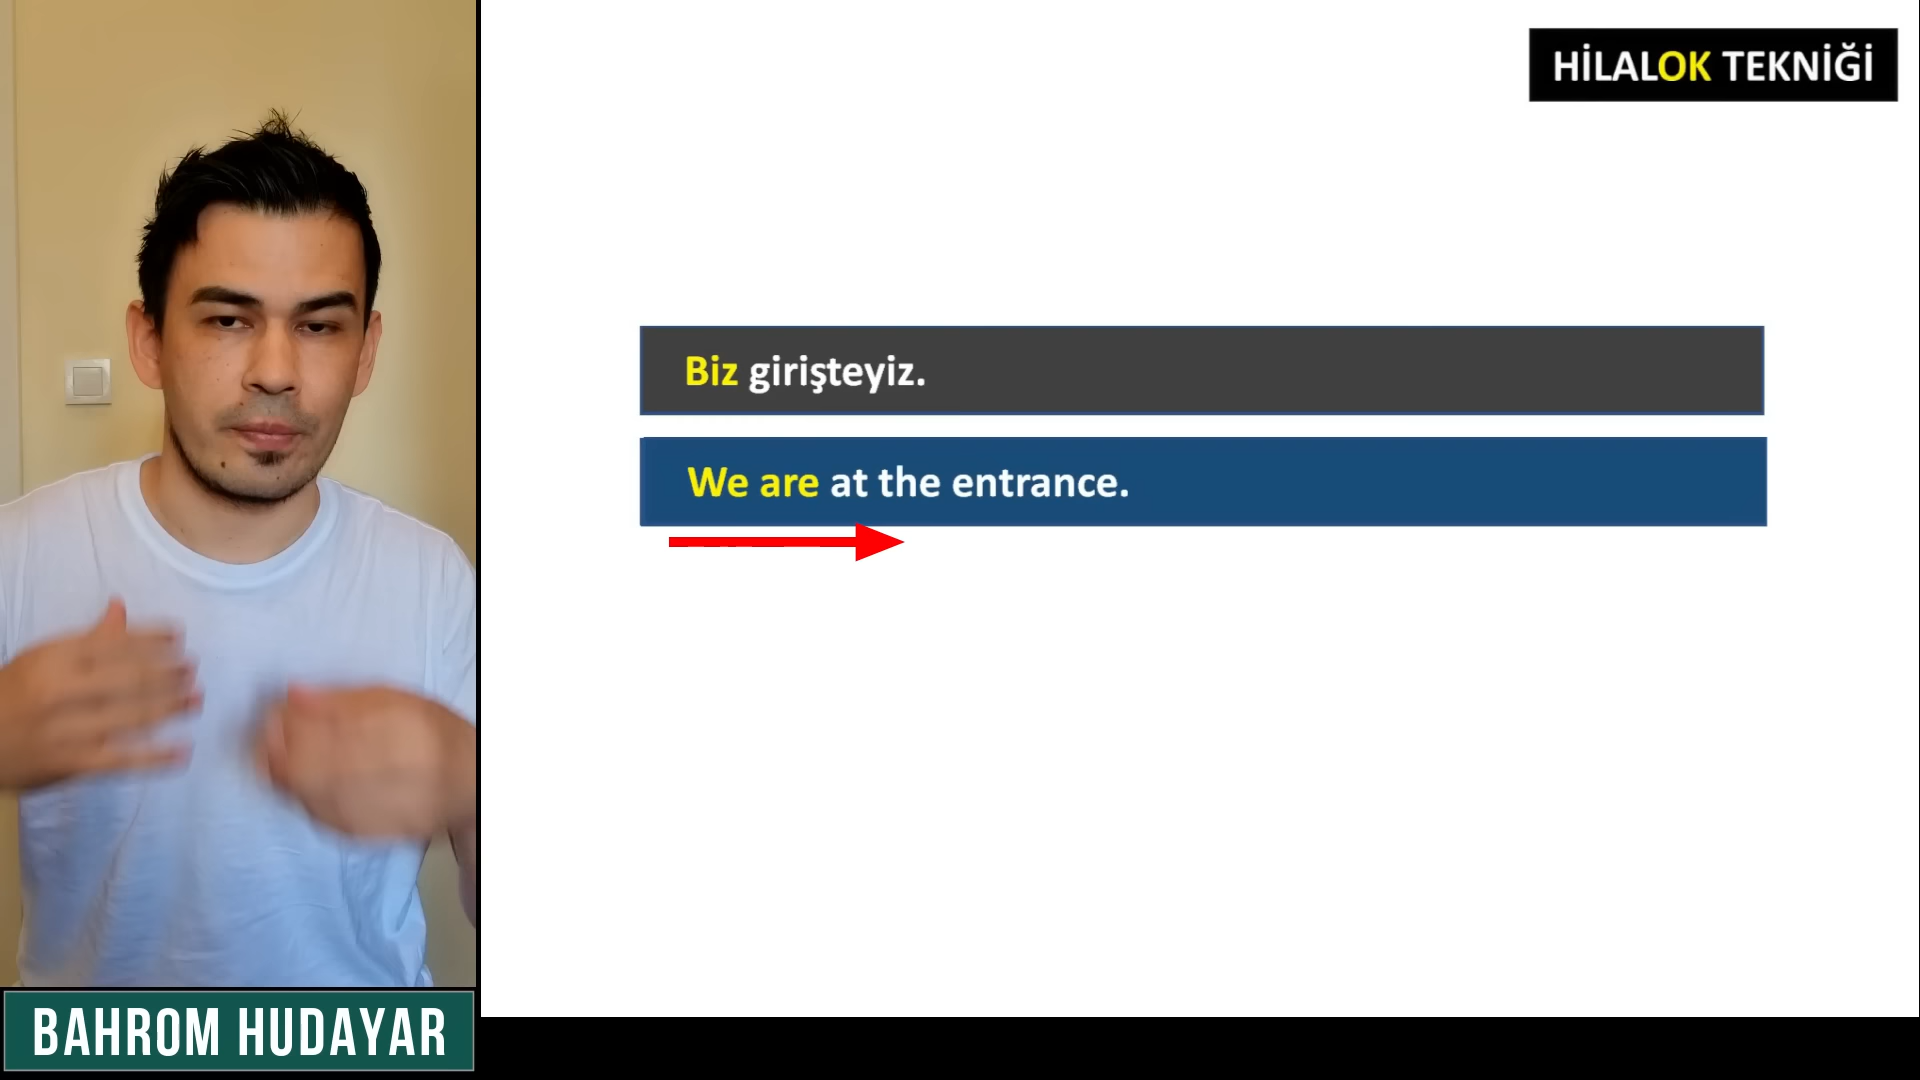 HİLALOK TEKNİĞİ
Biz girişteyiz.
We are at the entrance.
BAHROM HUDAYAR